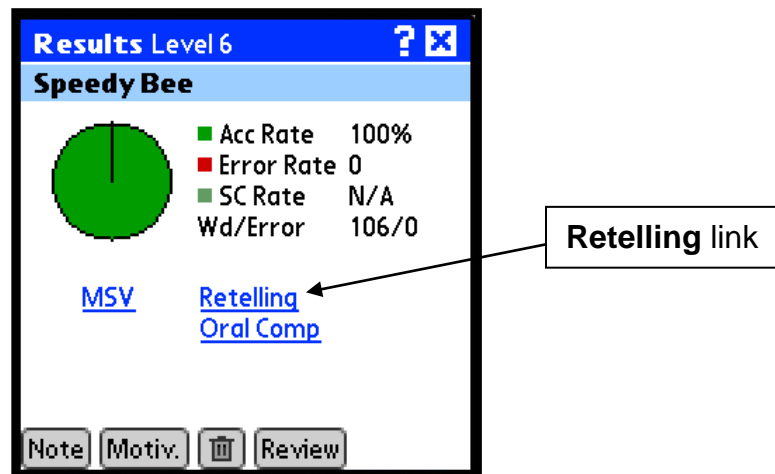 Results Level 6 ?
Speedy Bee
Acc Rate 100%
Error Rate 0
SC Rate N/A
Wd/Error 106/0
Retelling link
MSV Retelling
Oral Comp
Note Motiv. Review